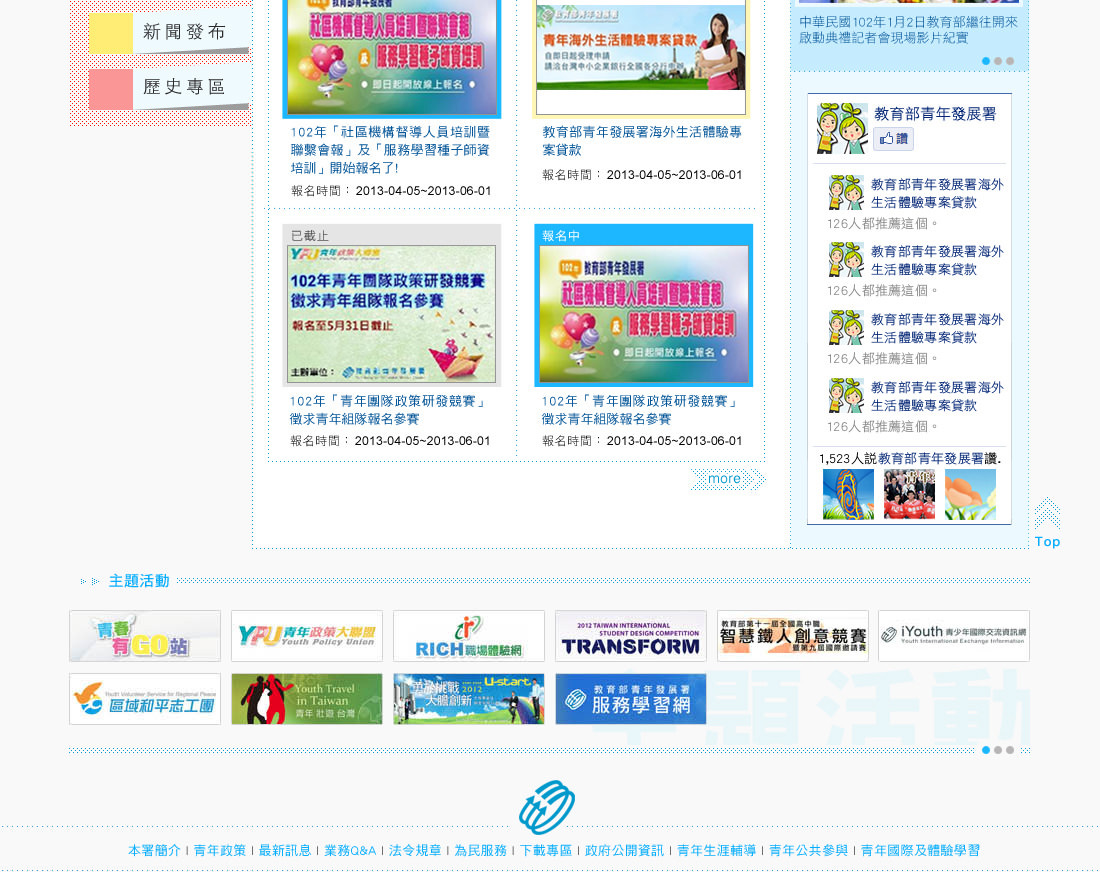 新聞發布
歷史專區
102年教育部青年發展署
社區機構督導人員培訓暨聯繫會報
及 服務學習種子師資培訓
● 即日起開放線上報名 ●
102年「社區機構督導人員培訓暨
聯繫會報」及「服務學習種子師資
培訓」開始報名了!
報名時間：2013-04-05~2013-06-01
教育部青年發展署
青年海外生活體驗專案貸款
自即日起受理申請
請洽台灣中小企業銀行全國各分行申辦
教育部青年發展署海外生活體驗專
案貸款
報名時間：2013-04-05~2013-06-01
已截止
YPU青年政策大聯盟
102年青年團隊政策研發競賽
徵求青年組隊報名參賽
報名至5月31日截止
主辦單位：
102年「青年團隊政策研發競賽」
徵求青年組隊報名參賽
報名時間：2013-04-05~2013-06-01
報名中
102年 教育部青年發展署
社區機構督導人員培訓暨聯繫會報
及 服務學習種子師資培訓
● 即日起開放線上報名 ●
102年「青年團隊政策研發競賽」
徵求青年組隊報名參賽
報名時間：2013-04-05~2013-06-01
more
中華民國102年1月2日教育部繼往開來
啟動典禮記者會現場影片紀實
教育部青年發展署
讚
教育部青年發展署海外
生活體驗專案貸款
126人都推薦這個。
教育部青年發展署海外
生活體驗專案貸款
126人都推薦這個。
教育部青年發展署海外
生活體驗專案貸款
126人都推薦這個。
教育部青年發展署海外
生活體驗專案貸款
126人都推薦這個。
1,523人説教育部青年發展署讚.
Top
主題活動
青春有GO站
YPU青年政策大聯盟
Youth Policy Union
RICH職場體驗網
2012 TAIWAN INTERNATIONAL
STUDENT DESIGN COMPETITION
TRANSFORM
教育部第十一屆全國高中職
智慧鐵人創意競賽
暨第九屆國際邀請賽
iYouth 青少年國際交流資訊網
Youth International Exchange Information
Youth Volunteer Service for Regional Peace
區域和平志工團
Youth Travel
in Taiwan
青年 壯遊 台灣
U-start
2012
大膽創新
教育部青年發展署
服務學習網
主題活動
本署簡介 | 青年政策 | 最新訊息 | 業務Q&A | 法令規章 | 為民服務 | 下載專區 | 政府公開資訊 | 青年生涯輔導 | 青年公共參與 | 青年國際及體驗學習